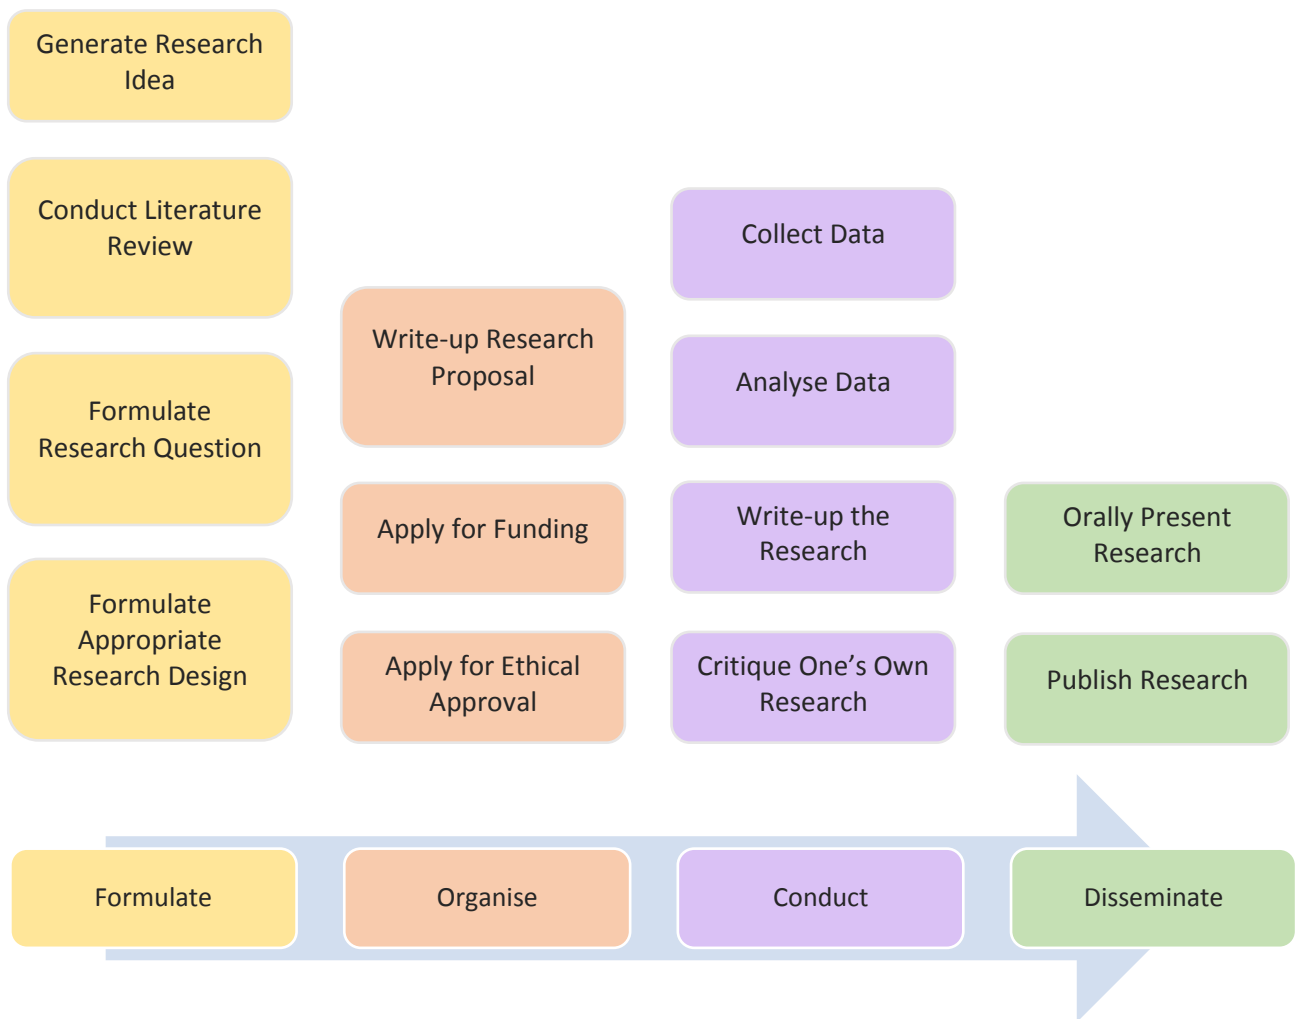 Generate Research
Idea
Conduct Literature
Review
Formulate
Research Question
Formulate
Appropriate
Research Design
Write-up Research
Proposal
Apply for Funding
Apply for Ethical
Approval
Collect Data
Analyse Data
Write-up the
Research
Critique One’s Own
Research
Orally Present
Research
Publish Research
Formulate
Organise
Conduct
Disseminate